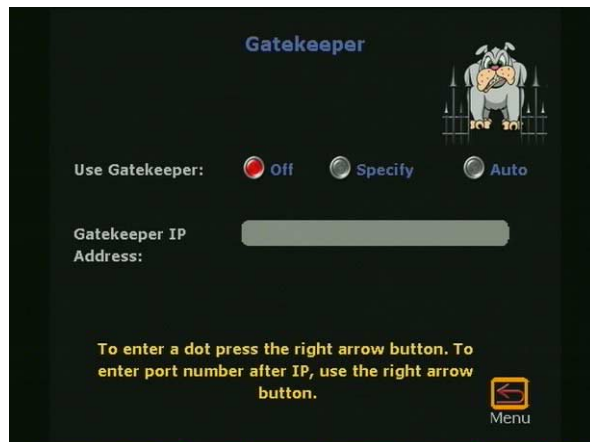 Gatekeeper
Use Gatekeeper:
Off
Specify
Auto
Gatekeeper IP
Address:
To enter a dot press the right arrow button. To
enter port number after IP, use the right arrow
button.
Menu